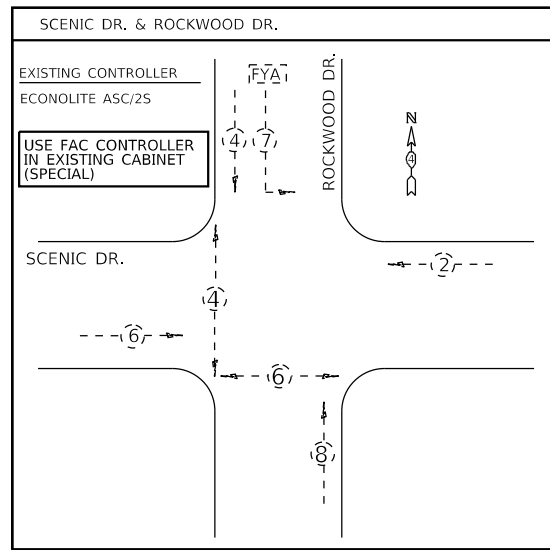 SCENIC DR. & ROCKWOOD DR.
EXISTING CONTROLLER
ECONOLITE ASC/2S
USE FAC CONTROLLER
IN EXISTING CABINET
(SPECIAL)
FYA
ROCKWOOD DR.
N
4
7
4
SCENIC DR.
2
4
6
6
8